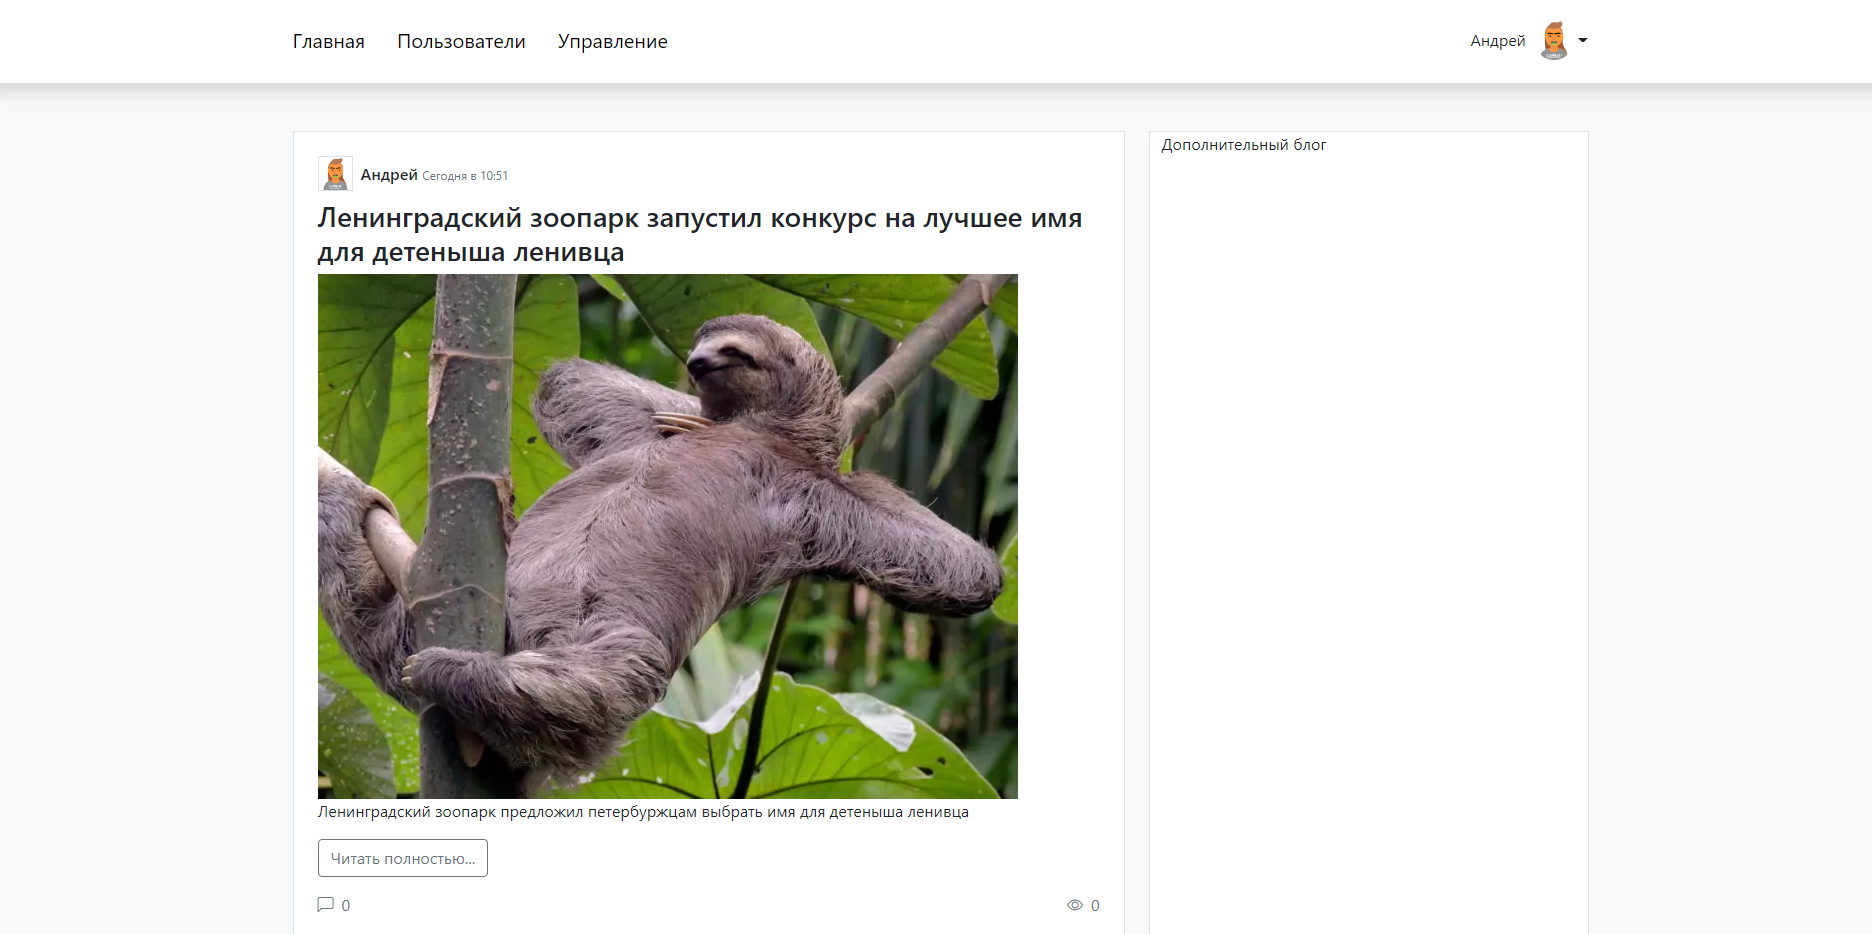 Главная Пользователи Управление Андрей
Андрей Сегодня в 10:51
Ленинградский зоопарк запустил конкурс на лучшее имя
для детеныша ленивца
Ленинградский зоопарк предложил петербуржцам выбрать имя для детеныша ленивца
Читать полностью...
0 0
Дополнительный блог